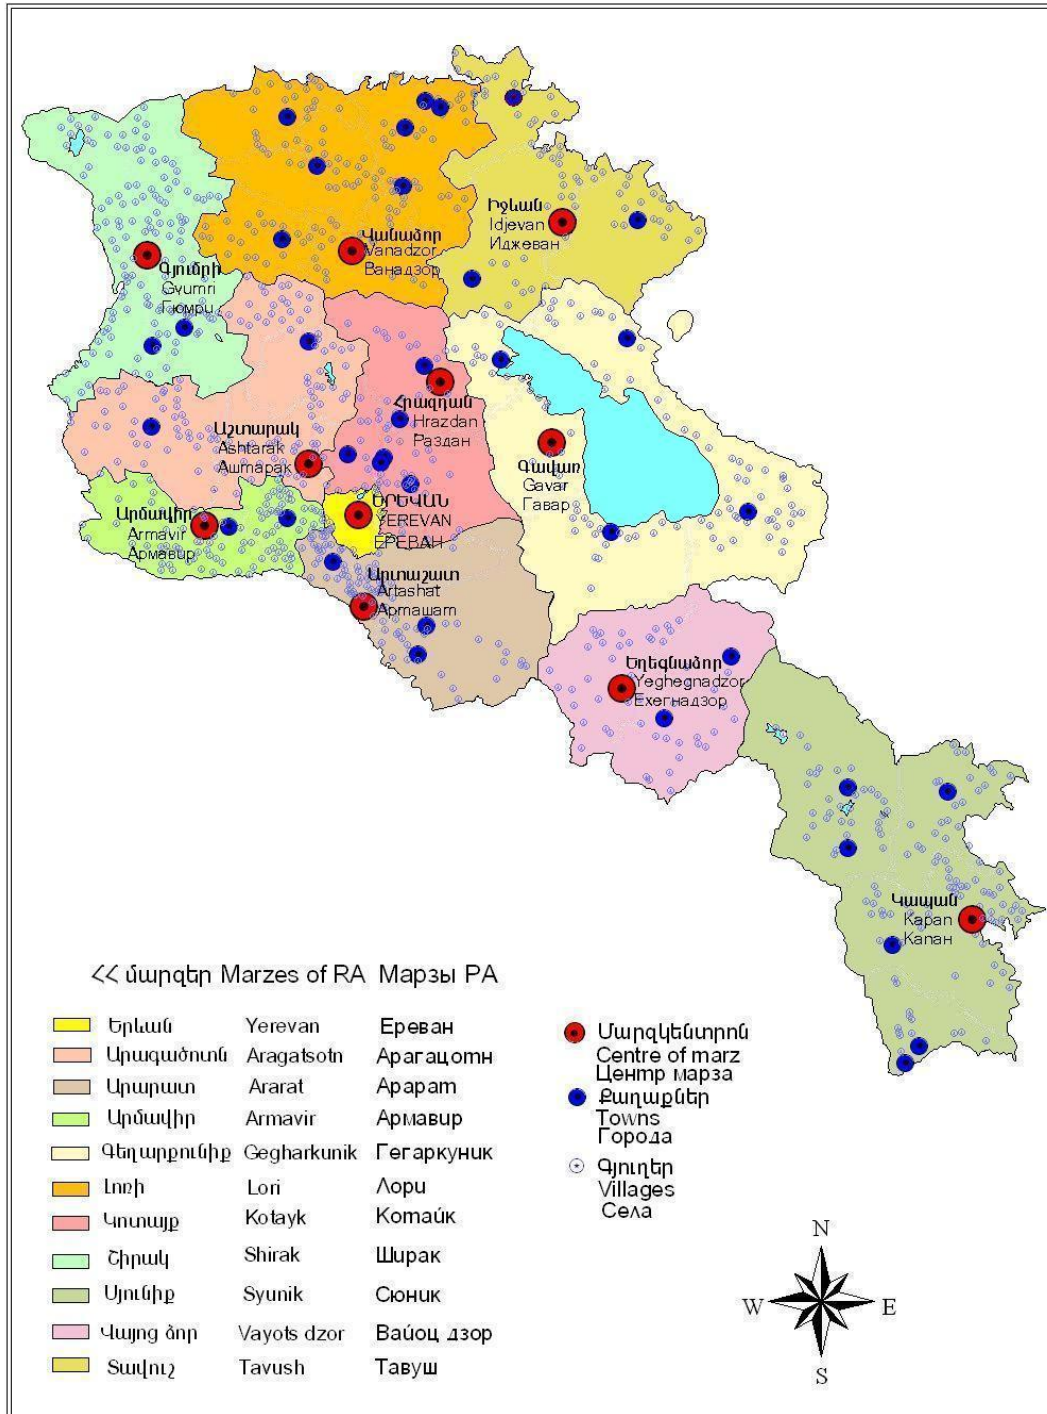 Իջևան
Idjevan
Иджеван
Վանաձոր
Vanadzor
Ванадзор
Գյումրի
Gyumri
Гюмри
Հրազդան
Hrazdan
Раздан
Աշտարակ
Ashtarak
Аштарак
Գավառ
Gavar
Гавар
Արմավիր
Armavir
Армавир
ԵՐԵՎԱՆ
YEREVAN
ЕРЕВАН
Արտաշատ
Artashat
Арташат
Եղեգնաձոր
Yeghegnadzor
Ехегнадзор
Կապան
Kapan
Капан
ՀՀ մարզեր Marzes of RA Марзы РА
Երևան Yerevan Ереван
Արագածոտն Aragatsotn Арагацотн
Արարատ Ararat Арарат
Արմավիր Armavir Армавир
Գեղարքունիք Gegharkunik Гегаркуник
Լոռի Lori Лори
Կոտայք Kotayk Котайк
Շիրակ Shirak Ширак
Սյունիք Syunik Сюник
Վայոց ձոր Vayots dzor Вайоц дзор
Տավուշ Tavush Тавуш
Մարզկենտրոն
Centre of marz
Центр марза
Քաղաքներ
Towns
Города
Գյուղեր
Villages
Села
N
W E
S